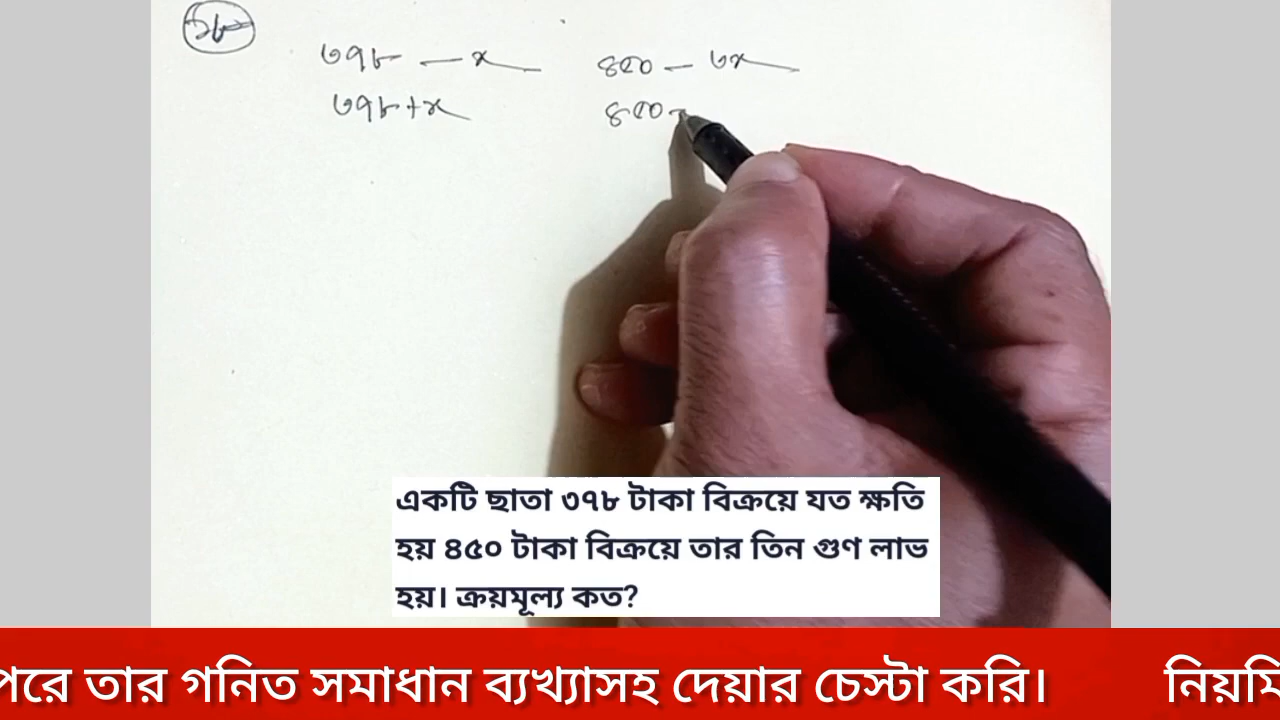 ১৮
৩৭৮ — x ৪৫০ — ৩x
৩৭৮+x ৪৫০-
একটি ছাতা ৩৭৮ টাকা বিক্রয়ে যত ক্ষতি
হয় ৪৫০ টাকা বিক্রয়ে তার তিন গুণ লাভ
হয়। ক্রয়মূল্য কত?
পরে তার গনিত সমাধান ব্যখ্যাসহ দেয়ার চেস্টা করি। নিয়মি